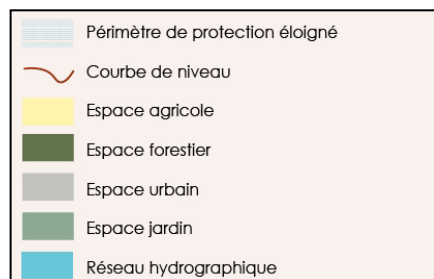 Périmètre de protection éloigné
Courbe de niveau
Espace agricole
Espace forestier
Espace urbain
Espace jardin
Réseau hydrographique